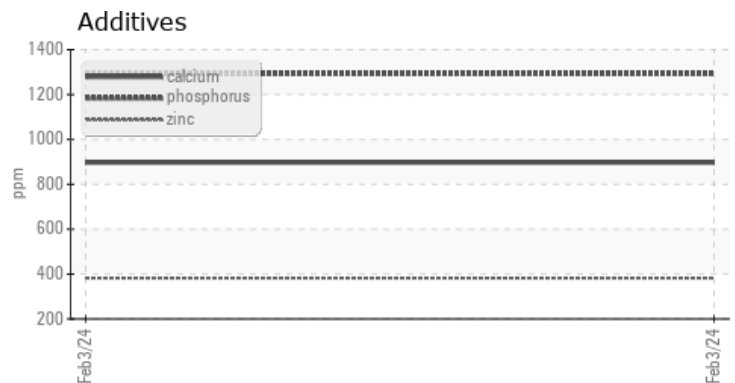 Additives
1400
calcium
phosphorus
1200
zinc
1000
ppm
800
600
400
200
Feb3/24
Feb3/24